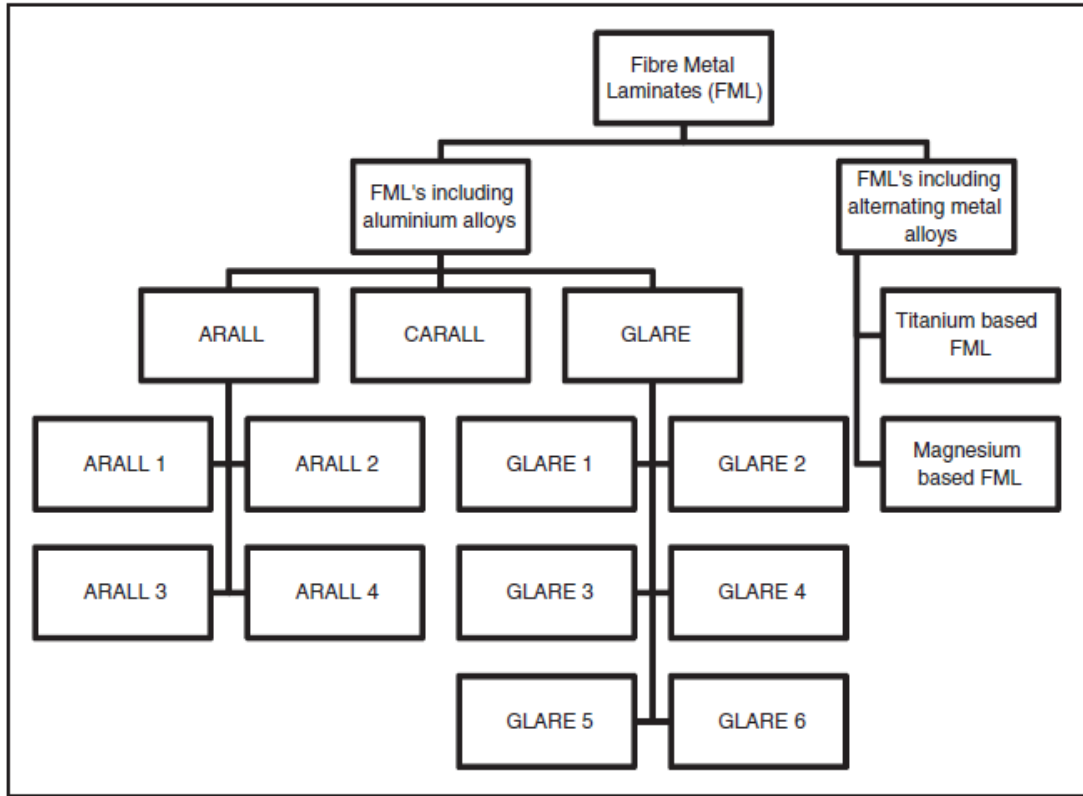 Fibre Metal
Laminates (FML)
FML's including
aluminium alloys
FML's including
alternating metal
alloys
ARALL
CARALL
GLARE
Titanium based
FML
ARALL 1
ARALL 2
GLARE 1
GLARE 2
Magnesium
based FML
ARALL 3
ARALL 4
GLARE 3
GLARE 4
GLARE 5
GLARE 6